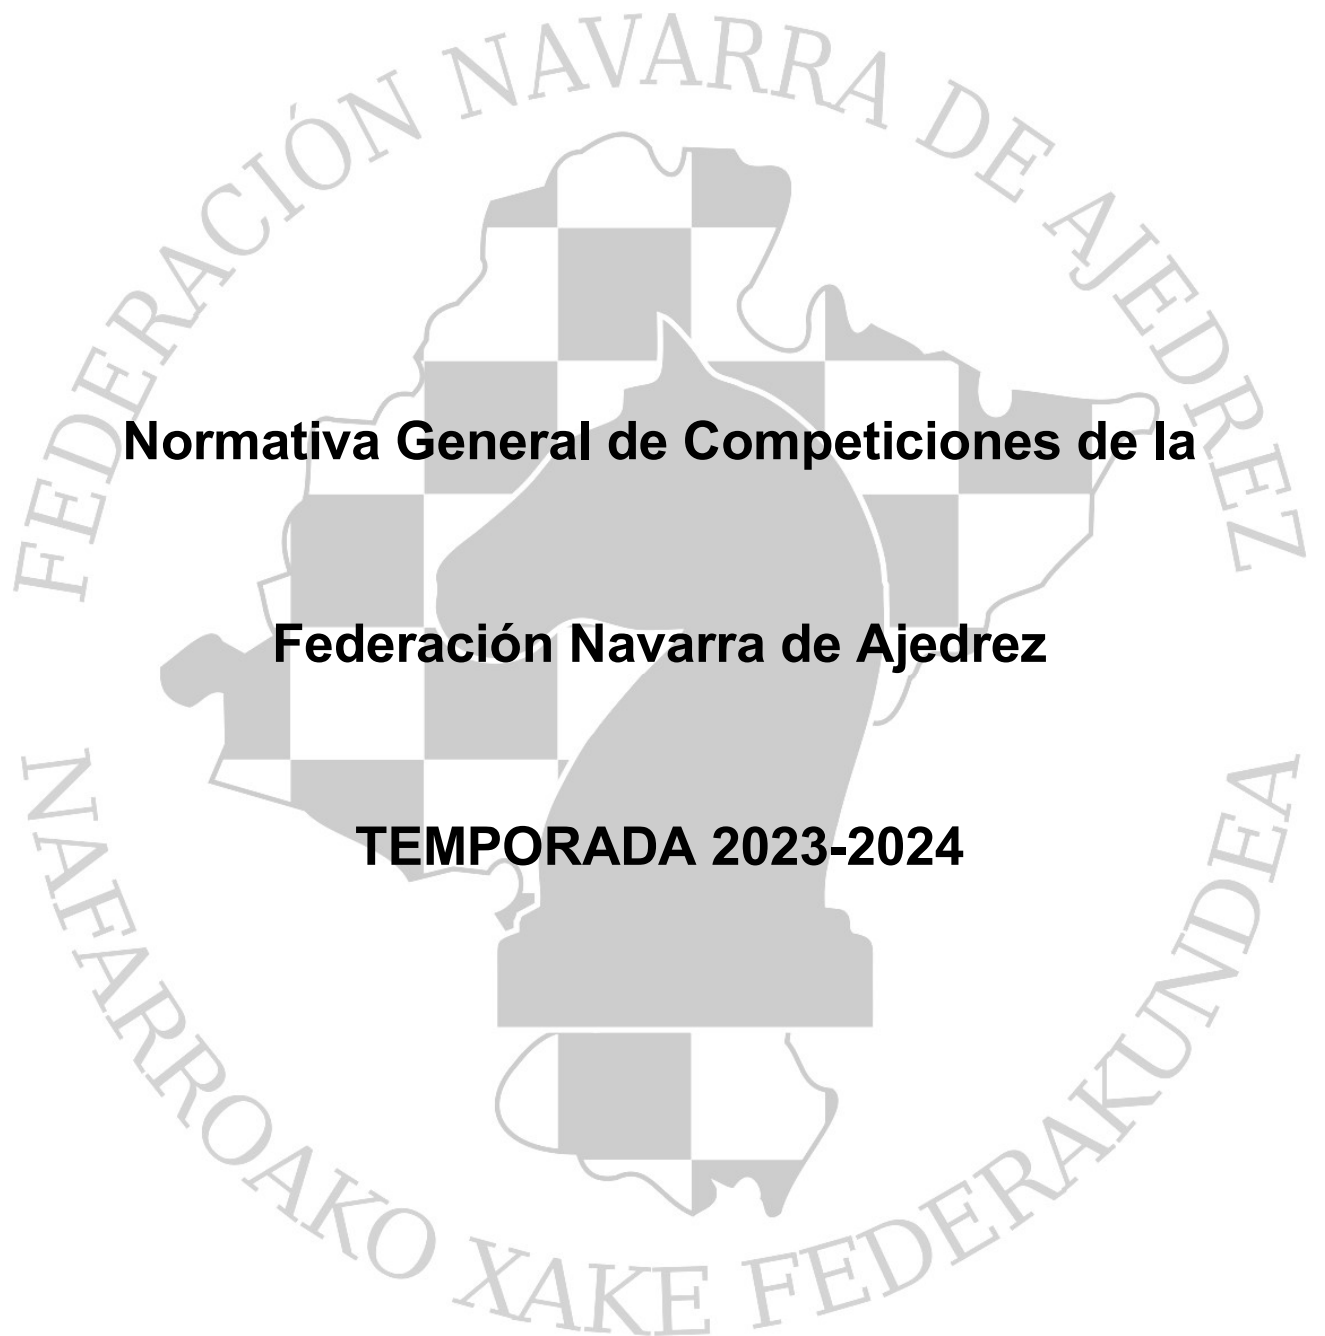 FEDERACIÓN NAVARRA DE AJEDREZ
Normativa General de Competiciones de la
Federación Navarra de Ajedrez
TEMPORADA 2023-2024
NAFARROAKO XAKE FEDERAKUNDEA